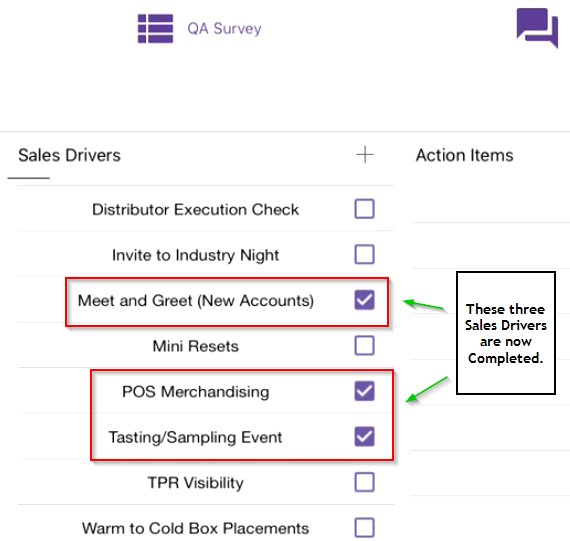 QA Survey
Sales Drivers
Action Items
Distributor Execution Check
Invite to Industry Night
Meet and Greet (New Accounts)
Mini Resets
POS Merchandising
Tasting/Sampling Event
TPR Visibility
Warm to Cold Box Placements
These three
Sales Drivers
are now
Completed.